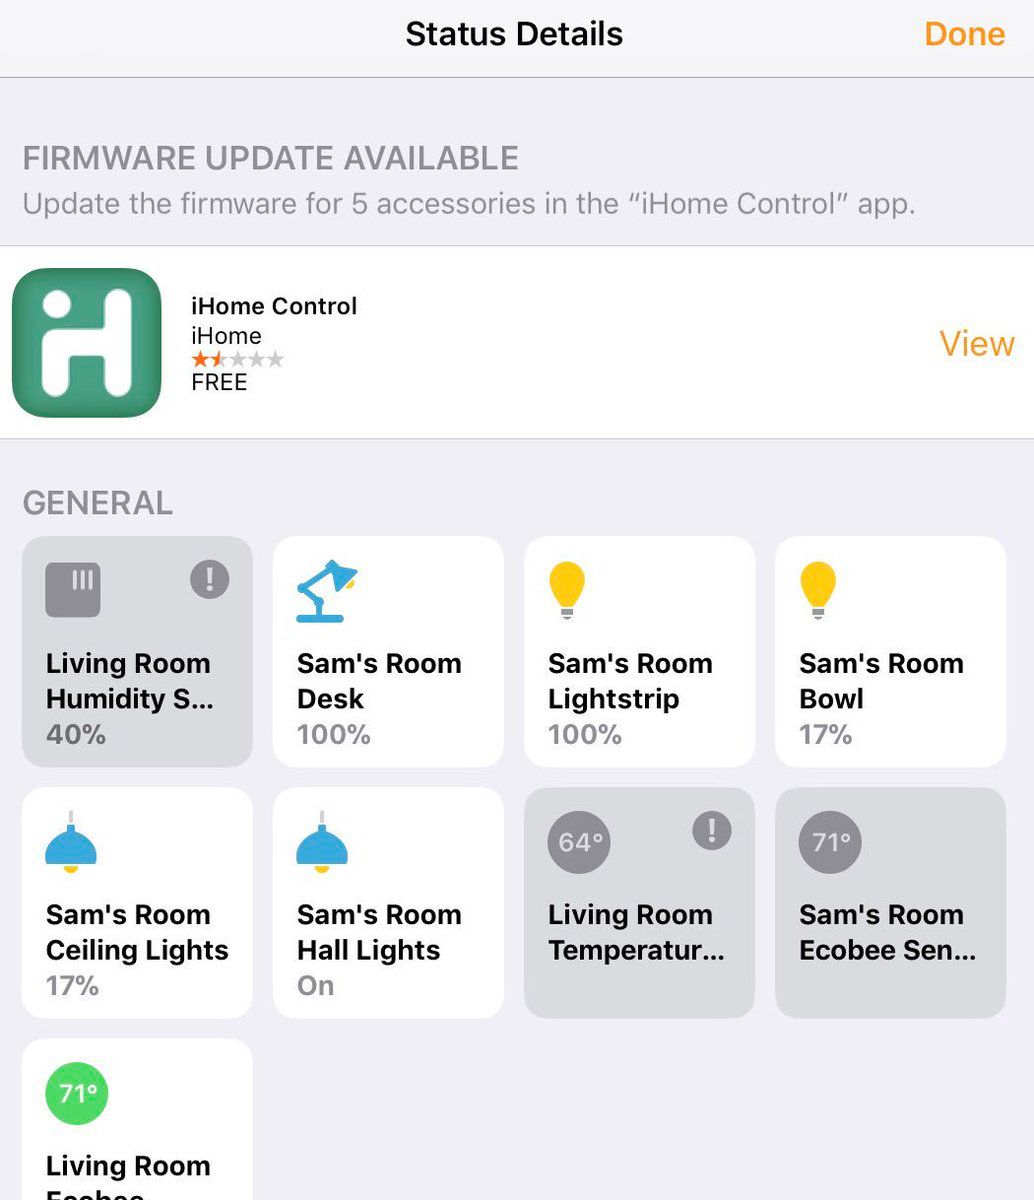 Status Details
Done
FIRMWARE UPDATE AVAILABLE
Update the firmware for 5 accessories in the “iHome Control” app.
iH
iHome Control
iHome
FREE
View
GENERAL
!
Living Room
Humidity S...
40%
Sam's Room
Desk
100%
Sam's Room
Lightstrip
100%
Sam's Room
Bowl
17%
Sam's Room
Ceiling Lights
17%
Sam's Room
Hall Lights
On
64°
!
Living Room
Temperatur...
71°
Sam's Room
Ecobee Sen...
71°
Living Room
Ecobee